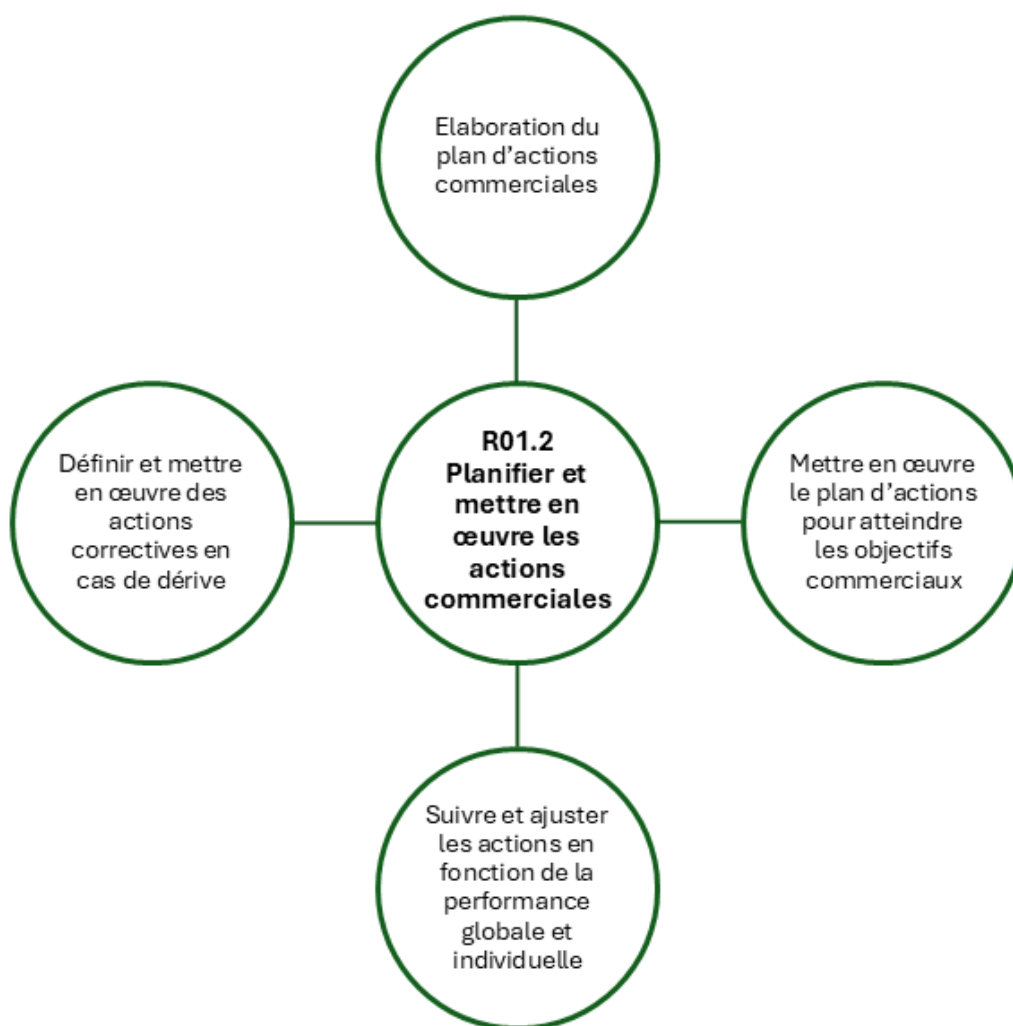 Elaboration du
plan d’actions
commerciales
Définir et mettre
en œuvre des
actions
correctives en
cas de dérive
R01.2
Planifier et
mettre en
œuvre les
actions
commerciales
Mettre en œuvre
le plan d’actions
pour atteindre
les objectifs
commerciaux
Suivre et ajuster
les actions en
fonction de la
performance
globale et
individuelle